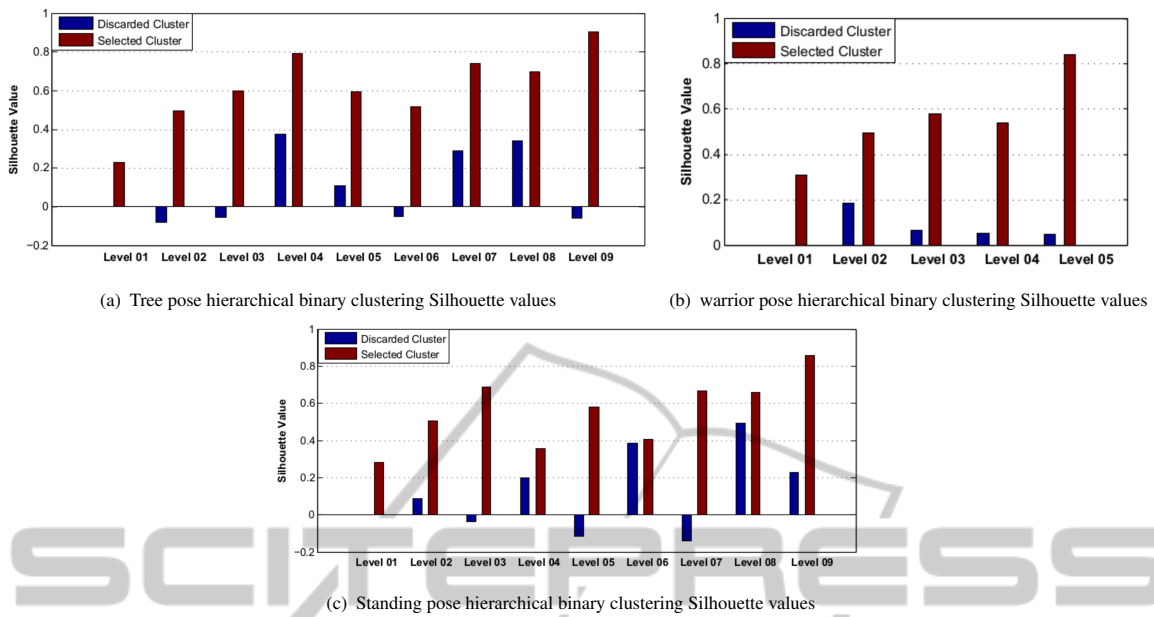 1
0.8
0.6
0.4
0.2
0
−0.2
Silhouette Value
Discarded Cluster
Selected Cluster
Level 01 Level 02 Level 03 Level 04 Level 05 Level 06 Level 07 Level 08 Level 09
(a) Tree pose hierarchical binary clustering Silhouette values
1
0.8
0.6
0.4
0.2
0
Silhouette Value
Discarded Cluster
Selected Cluster
Level 01 Level 02 Level 03 Level 04 Level 05
(b) warrior pose hierarchical binary clustering Silhouette values
1
0.8
0.6
0.4
0.2
0
−0.2
Silhouette Value
Discarded Cluster
Selected Cluster
Level 01 Level 02 Level 03 Level 04 Level 05 Level 06 Level 07 Level 08 Level 09
(c) Standing pose hierarchical binary clustering Silhouette values
SCITEPRESS